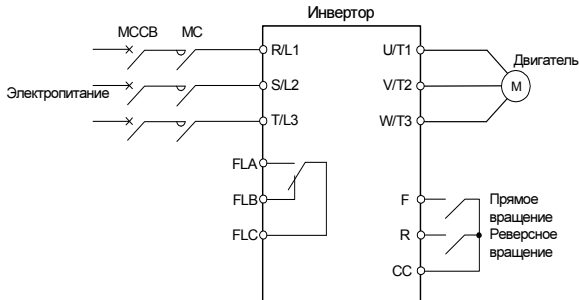 Инвертор
MCCB MC
R/L1
U/T1
Двигатель
Электропитание
S/L2
V/T2
M
T/L3
W/T3
FLA
FLB
F
Прямое
вращение
FLC
R
Реверсное
вращение
CC